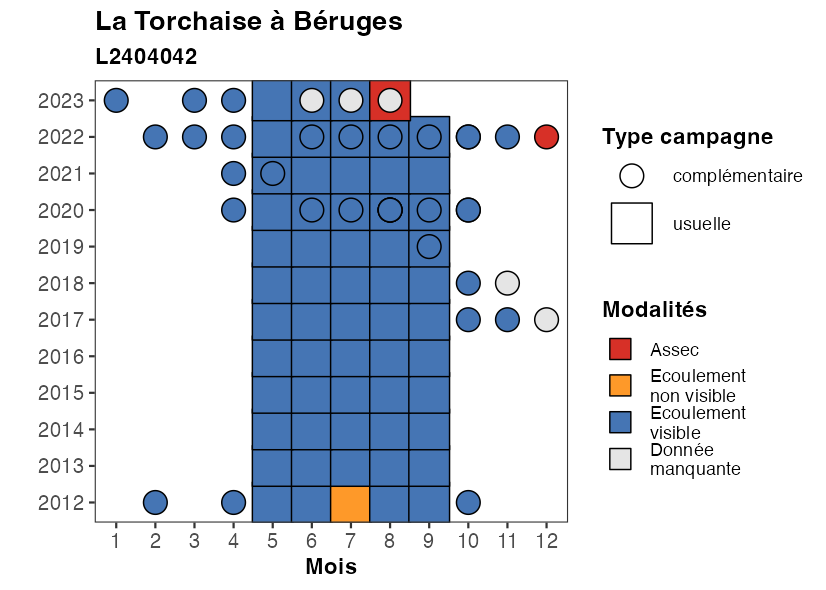 La Torchaise à Béruges
L2404042
2023
2022
2021
2020
2019
2018
2017
2016
2015
2014
2013
2012
1 2 3 4 5 6 7 8 9 10 11 12
Mois
Type campagne
complémentaire
usuelle
Modalités
Assec
Ecoulement
non visible
Ecoulement
visible
Donnée
manquante